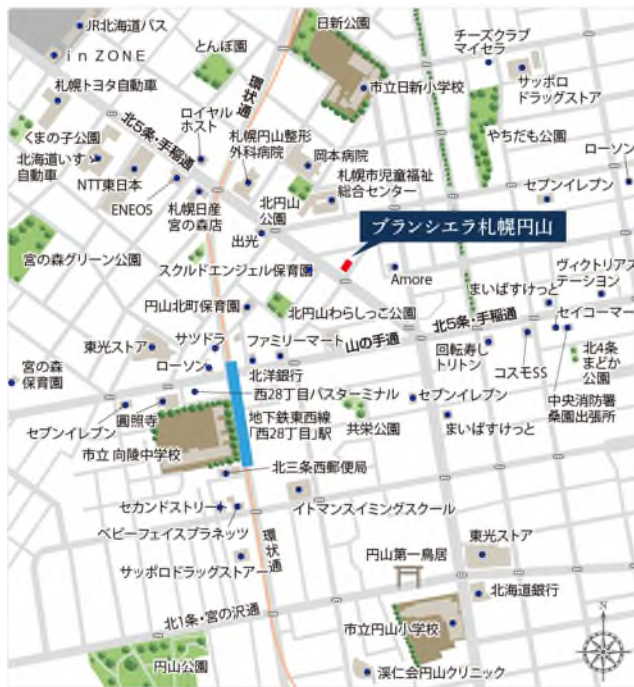 JR北海道バス
in ZONE
札幌トヨタ自動車
とんぼ園
日新公園
市立日新小学校
チーズクラブ
マイセラ
サッポロ
ドラッグストア
環状通
北5条・手稲通
ロイヤル
ホスト
札幌円山整形
外科病院
岡本病院
くまの子公園
北海道いすゞ
自動車
NTT東日本
ENEOS
札幌日産
宮の森店
北円山
公園
札幌市児童福祉
総合センター
やちだも公園
ローソン
セブンイレブン
出光
ブランシエラ札幌円山
宮の森グリーン公園
スクルドエンジェル保育園
Amore
ヴィクトリアス
テーション
まいばすけっと
セイコーマート
円山北町保育園
北円山わらしっこ公園
北5条・手稲通
東光ストア
サツドラ
ファミリーマート
山の手通
回転寿し
トリトン
コスモSS
北4条
まどか
公園
宮の森
保育園
ローソン
北洋銀行
西28丁目バスターミナル
セブンイレブン
中央消防署
桑園出張所
圓照寺
セブンイレブン
地下鉄東西線
「西28丁目」駅
共栄公園
まいばすけっと
市立 向陵中学校
北三条西郵便局
セカンドストリート
イトマンスイミングスクール
ベビーフェイスプラネッツ
環状通
サッポロドラッグストアー
円山第一鳥居
東光ストア
北海道銀行
北1条・宮の沢通
市立円山小学校
円山公園
渓仁会円山クリニック
N